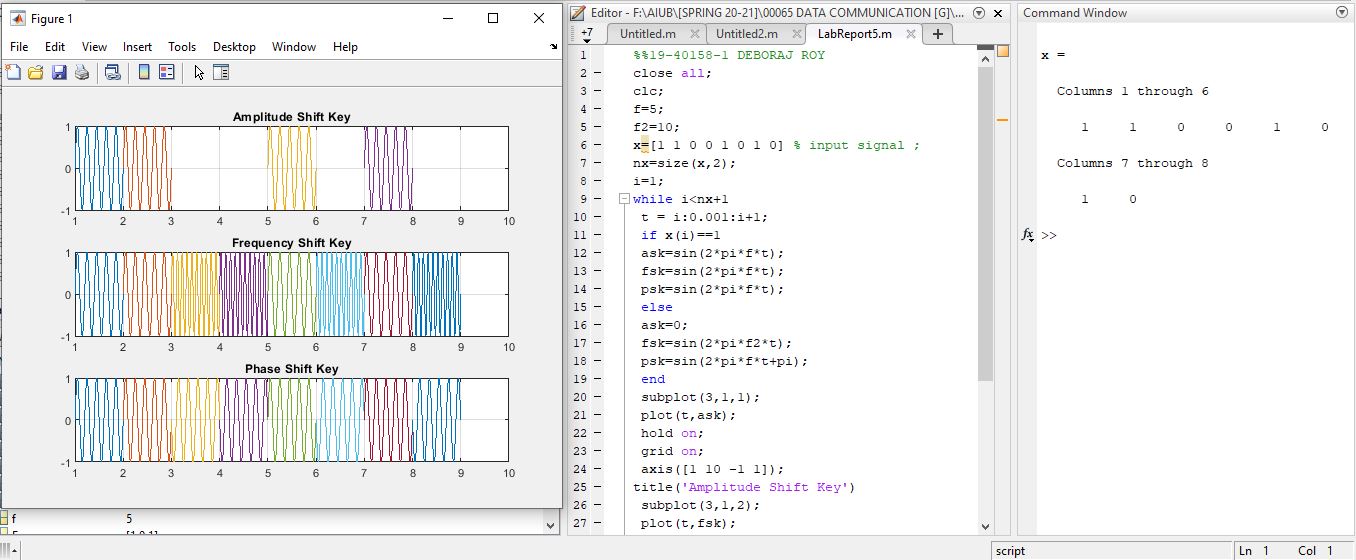 Figure 1
File Edit View Insert Tools Desktop Window Help
Amplitude Shift Key
1
0
-1
1 2 3 4 5 6 7 8 9 10
Frequency Shift Key
1
0
-1
1 2 3 4 5 6 7 8 9 10
Phase Shift Key
1
0
-1
1 2 3 4 5 6 7 8 9 10
f 5
Editor - F:\AIUB\[SPRING 20-21]\00065 DATA COMMUNICATION [G]\...
+7 Untitled.m Untitled2.m LabReport5.m
1 %%19-40158-1 DEBORAJ ROY
2 – close all;
3 – clc;
4 – f=5;
5 – f2=10;
6 – x=[1 1 0 0 1 0 1 0] % input signal ;
7 – nx=size(x,2);
8 – i=1;
9 – while i<nx+1
10 – t = i:0.001:i+1;
11 – if x(i)==1
12 – ask=sin(2*pi*f*t);
13 – fsk=sin(2*pi*f*t);
14 – psk=sin(2*pi*f*t);
15 – else
16 – ask=0;
17 – fsk=sin(2*pi*f2*t);
18 – psk=sin(2*pi*f*t+pi);
19 – end
20 – subplot(3,1,1);
21 – plot(t,ask);
22 – hold on;
23 – grid on;
24 – axis([1 10 -1 1]);
25 – title('Amplitude Shift Key')
26 – subplot(3,1,2);
27 – plot(t,fsk);
Command Window
x =
Columns 1 through 6
1 1 0 0 1 0
Columns 7 through 8
1 0
fx >>
script Ln 1 Col 1